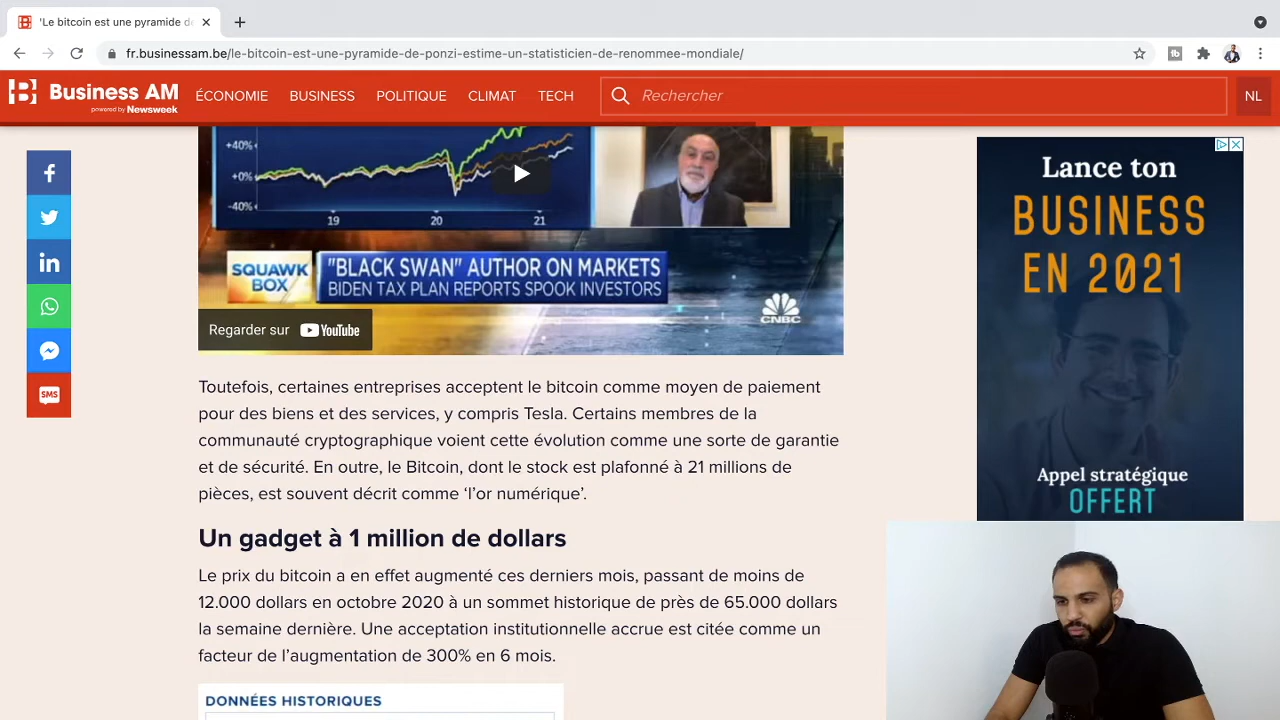 'Le bitcoin est une pyramide de
fr.businessam.be/le-bitcoin-est-une-pyramide-de-ponzi-estime-un-statisticien-de-renommee-mondiale/
Business AM
powered by Newsweek
ÉCONOMIE
BUSINESS
POLITIQUE
CLIMAT
TECH
Rechercher
NL
+40%
+0%
-40%
19
20
21
SQUAWK
BOX
"BLACK SWAN" AUTHOR ON MARKETS
BIDEN TAX PLAN REPORTS SPOOK INVESTORS
CNBC
Regarder sur YouTube
SMS
Toutefois, certaines entreprises acceptent le bitcoin comme moyen de paiement
pour des biens et des services, y compris Tesla. Certains membres de la
communauté cryptographique voient cette évolution comme une sorte de garantie
et de sécurité. En outre, le Bitcoin, dont le stock est plafonné à 21 millions de
pièces, est souvent décrit comme ‘l’or numérique’.
Un gadget à 1 million de dollars
Le prix du bitcoin a en effet augmenté ces derniers mois, passant de moins de
12.000 dollars en octobre 2020 à un sommet historique de près de 65.000 dollars
la semaine dernière. Une acceptation institutionnelle accrue est citée comme un
facteur de l’augmentation de 300% en 6 mois.
DONNÉES HISTORIQUES
Lance ton
BUSINESS
EN 2021
Appel stratégique
OFFERT